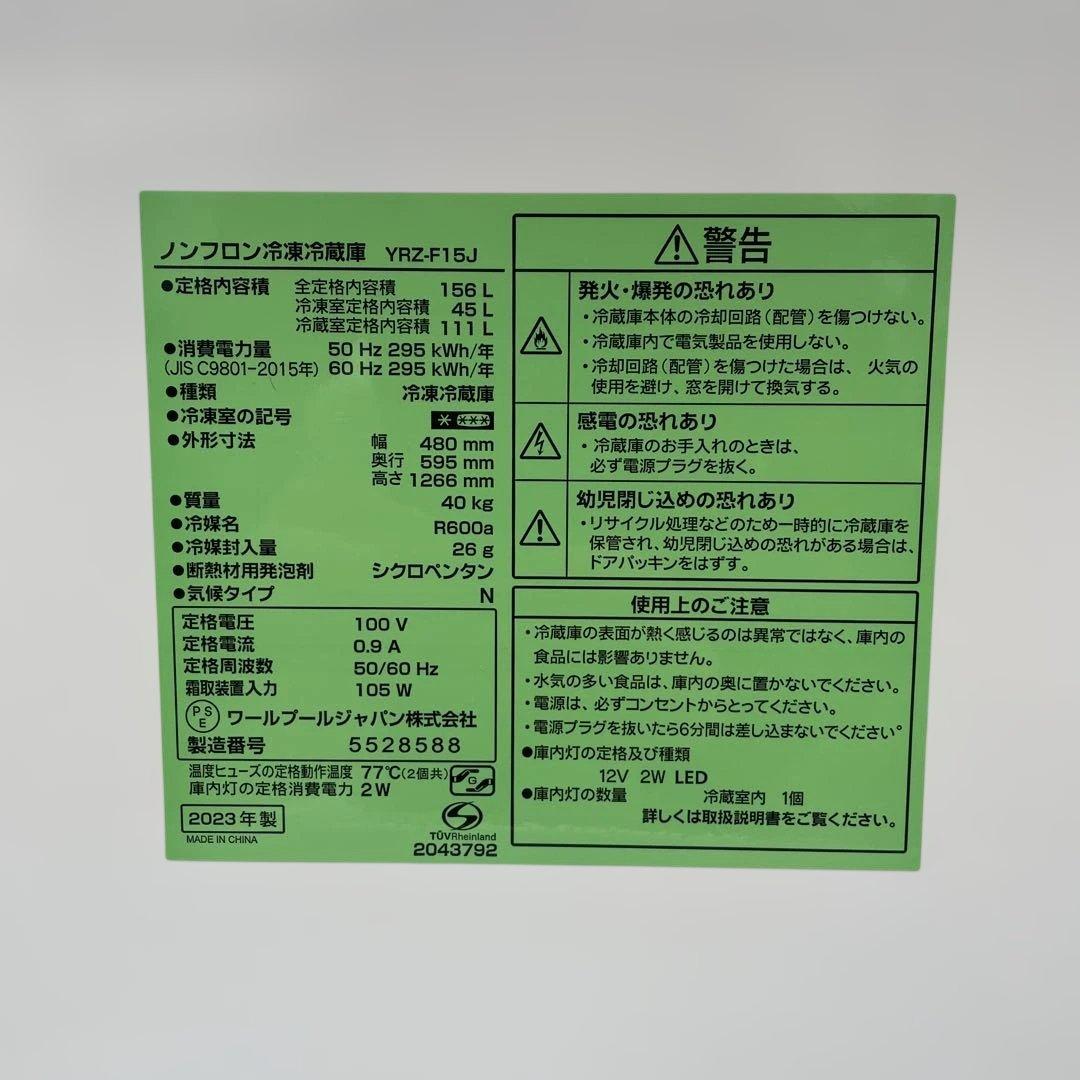 ノンフロン冷凍冷蔵庫 YRZ-F15J
●定格内容積 全定格内容積 156 L
冷凍室定格内容積 45 L
冷蔵室定格内容積 111 L
●消費電力量 50 Hz 295 kWh/年
(JIS C9801-2015年) 60 Hz 295 kWh/年
●種類 冷凍冷蔵庫
●冷凍室の記号
●外形寸法 幅 480 mm
奥行 595 mm
高さ 1266 mm
●質量 40 kg
●冷媒名 R600a
●冷媒封入量 26 g
●断熱材用発泡剤 シクロペンタン
●気候タイプ N
定格電圧 100 V
定格電流 0.9 A
定格周波数 50/60 Hz
霜取装置入力 105 W
PSE ワールプールジャパン株式会社
製造番号 5528588
温度ヒューズの定格動作温度 77℃(2個共)
庫内灯の定格消費電力 2W
G
2023年製
MADE IN CHINA
TÜVRheinland
2043792
警告
発火・爆発の恐れあり
・冷蔵庫本体の冷却回路(配管)を傷つけない。
・冷蔵庫内で電気製品を使用しない。
・冷却回路(配管)を傷つけた場合は、火気の
使用を避け、窓を開けて換気する。
感電の恐れあり
・冷蔵庫のお手入れのときは、
必ず電源プラグを抜く。
幼児閉じ込めの恐れあり
・リサイクル処理などのため一時的に冷蔵庫を
保管され、幼児閉じ込めの恐れがある場合は、
ドアパッキンをはずす。
使用上のご注意
・冷蔵庫の表面が熱く感じるのは異常ではなく、庫内の
食品には影響ありません。
・水気の多い食品は、庫内の奥に置かないでください。
・電源は、必ずコンセントからとってください。
・電源プラグを抜いたら6分間は差し込まないでください。
●庫内灯の定格及び種類
12V 2W LED
●庫内灯の数量 冷蔵室内 1個
詳しくは取扱説明書をご覧ください。